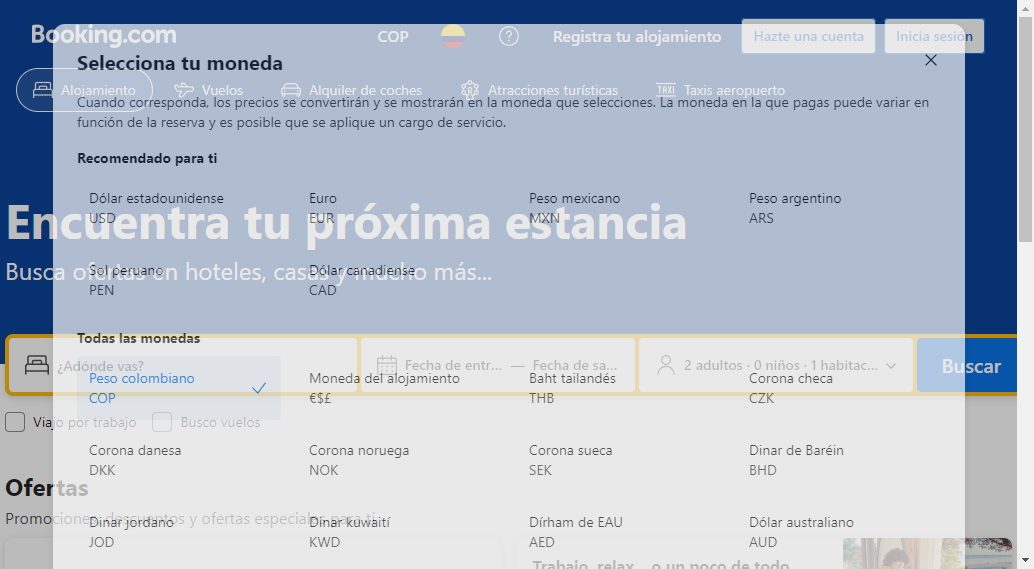 Booking.com
COP
Registra tu alojamiento
Hazte una cuenta
Inicia sesión
Selecciona tu moneda
Alojamiento
Vuelos
Alquiler de coches
Atracciones turísticas
TAXI
Taxis aeropuerto
Cuando corresponda, los precios se convertirán y se mostrarán en la moneda que selecciones. La moneda en la que pagas puede variar en
función de la reserva y es posible que se aplique un cargo de servicio.
Recomendado para ti
Dólar estadounidense
USD
Euro
EUR
Peso mexicano
MXN
Peso argentino
ARS
Encuentra tu próxima estancia
Busca ofertas en hoteles, casas y mucho más...
Sol peruano
PEN
Dólar canadiense
CAD
Todas las monedas
¿Adónde vas?
Fecha de entr... — Fecha de sa...
2 adultos · 0 niños · 1 habitac...
Buscar
Peso colombiano
COP
Moneda del alojamiento
€$£
Baht tailandés
THB
Corona checa
CZK
Viajo por trabajo
Busco vuelos
Corona danesa
DKK
Corona noruega
NOK
Corona sueca
SEK
Dinar de Baréin
BHD
Ofertas
Promociones, descuentos y ofertas especiales para ti
Dinar jordano
JOD
Dinar kuwaití
KWD
Dírham de EAU
AED
Dólar australiano
AUD
Trabajo, relax... o un poco de todo